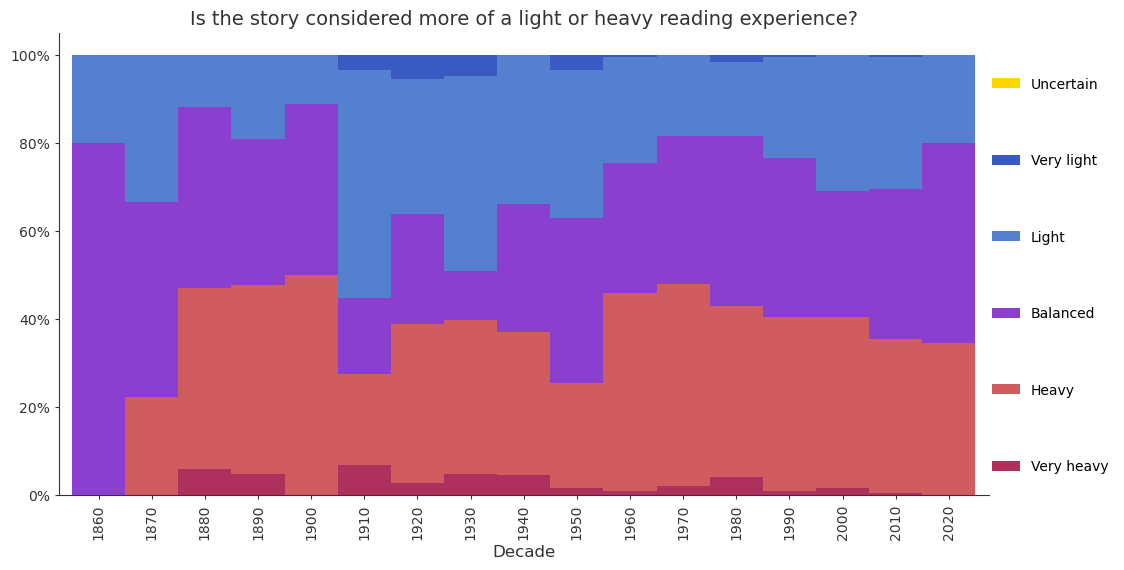 Is the story considered more of a light or heavy reading experience?
100%
80%
60%
40%
20%
0%
1860
1870
1880
1890
1900
1910
1920
1930
1940
1950
1960
1970
1980
1990
2000
2010
2020
Decade
Uncertain
Very light
Light
Balanced
Heavy
Very heavy